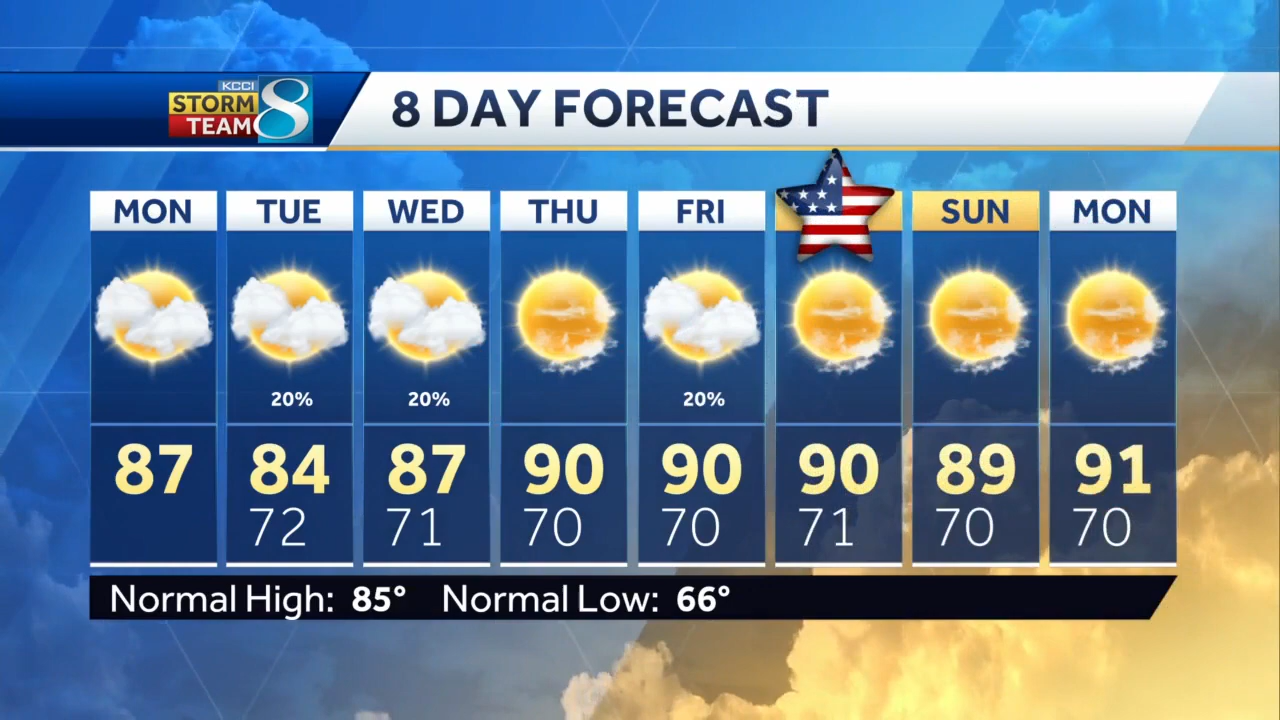 KCCI
STORM
TEAM 8
8 DAY FORECAST
MON TUE WED THU FRI SUN MON
20% 20% 20%
87 84 87 90 90 90 89 91
72 71 70 70 71 70 70
Normal High: 85° Normal Low: 66°